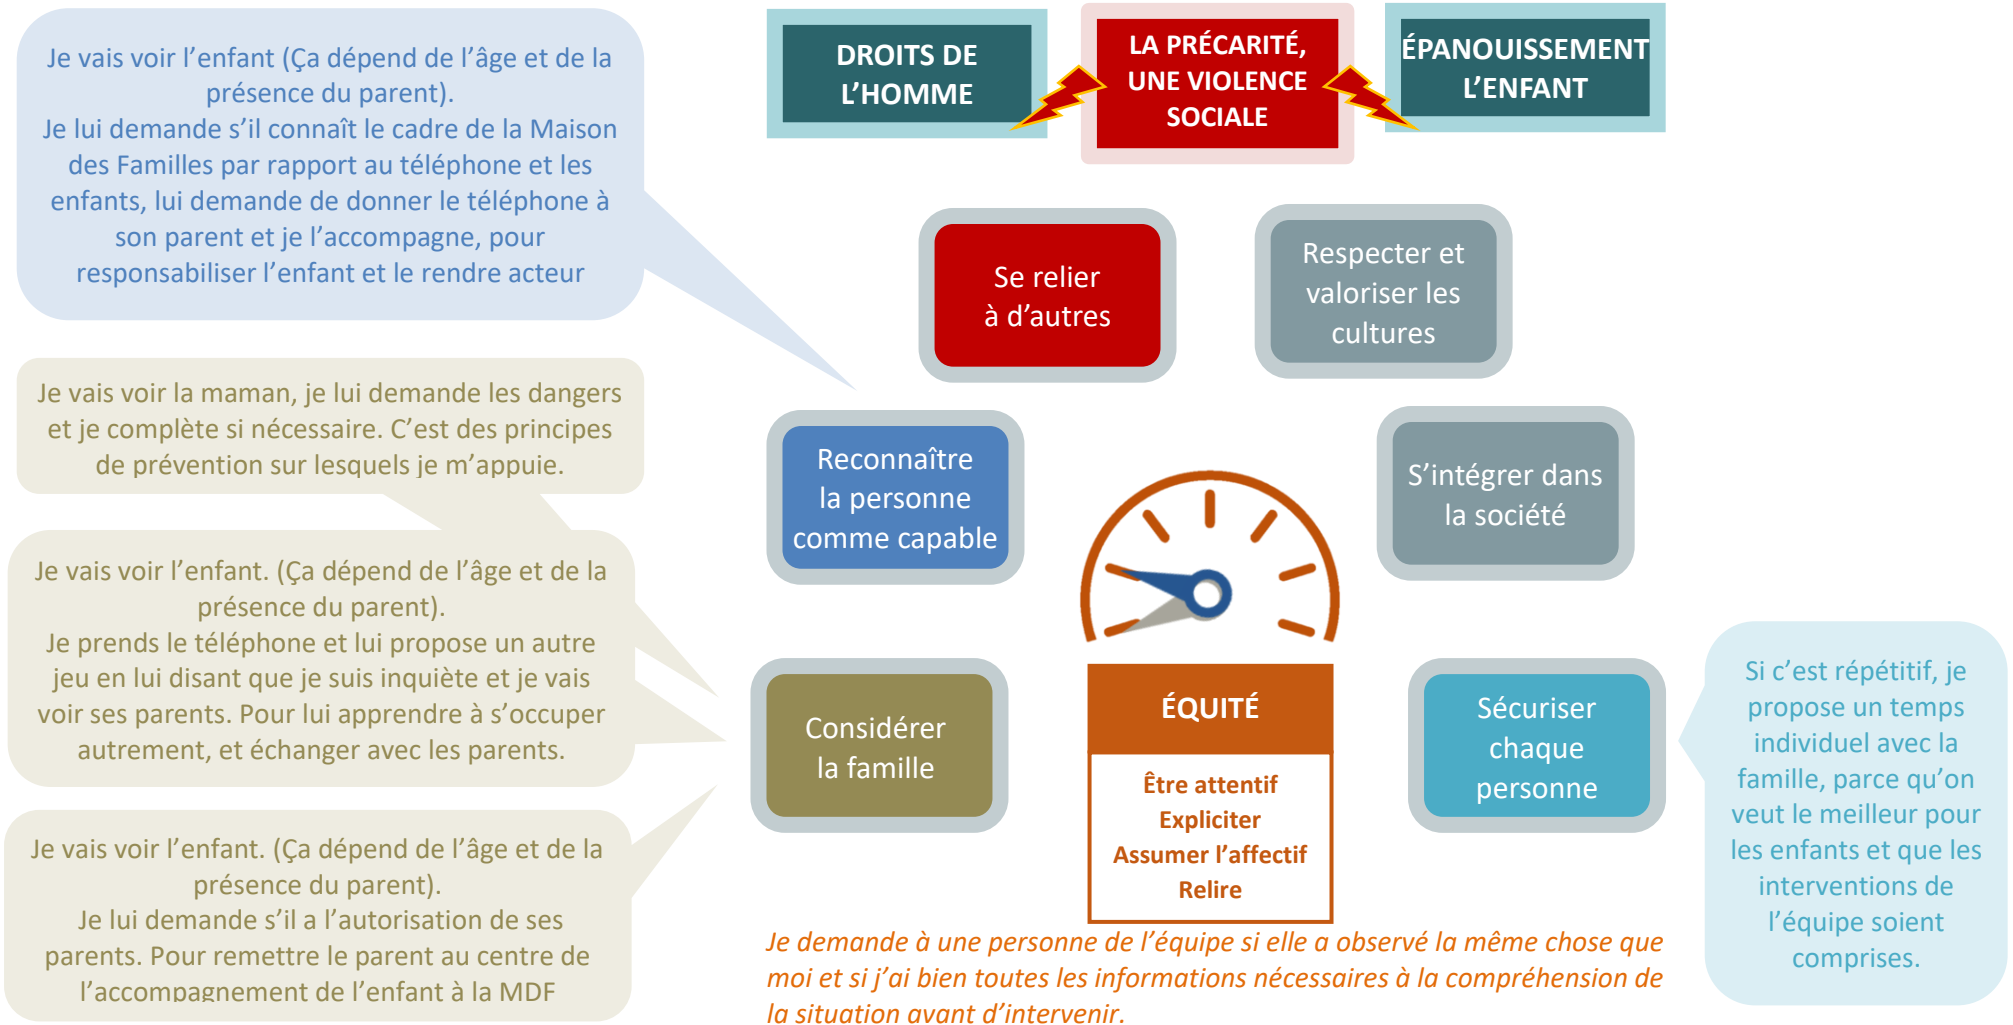 Je vais voir l’enfant (Ça dépend de l’âge et de la
présence du parent).
Je lui demande s’il connaît le cadre de la Maison
des Familles par rapport au téléphone et les
enfants, lui demande de donner le téléphone à
son parent et je l’accompagne, pour
responsabiliser l’enfant et le rendre acteur
Je vais voir la maman, je lui demande les dangers
et je complète si nécessaire. C’est des principes
de prévention sur lesquels je m’appuie.
Je vais voir l’enfant. (Ça dépend de l’âge et de la
présence du parent).
Je prends le téléphone et lui propose un autre
jeu en lui disant que je suis inquiète et je vais
voir ses parents. Pour lui apprendre à s’occuper
autrement, et échanger avec les parents.
Je vais voir l’enfant. (Ça dépend de l’âge et de la
présence du parent).
Je lui demande s’il a l’autorisation de ses
parents. Pour remettre le parent au centre de
l’accompagnement de l’enfant à la MDF
DROITS DE
L’HOMME
LA PRÉCARITÉ,
UNE VIOLENCE
SOCIALE
ÉPANOUISSEMENT
L’ENFANT
Se relier
à d’autres
Respecter et
valoriser les
cultures
Reconnaître
la personne
comme capable
S’intégrer dans
la société
Considérer
la famille
ÉQUITÉ
Être attentif
Expliciter
Assumer l’affectif
Relire
Sécuriser
chaque
personne
Si c’est répétitif, je
propose un temps
individuel avec la
famille, parce qu’on
veut le meilleur pour
les enfants et que les
interventions de
l’équipe soient
comprises.
Je demande à une personne de l’équipe si elle a observé la même chose que
moi et si j’ai bien toutes les informations nécessaires à la compréhension de
la situation avant d’intervenir.